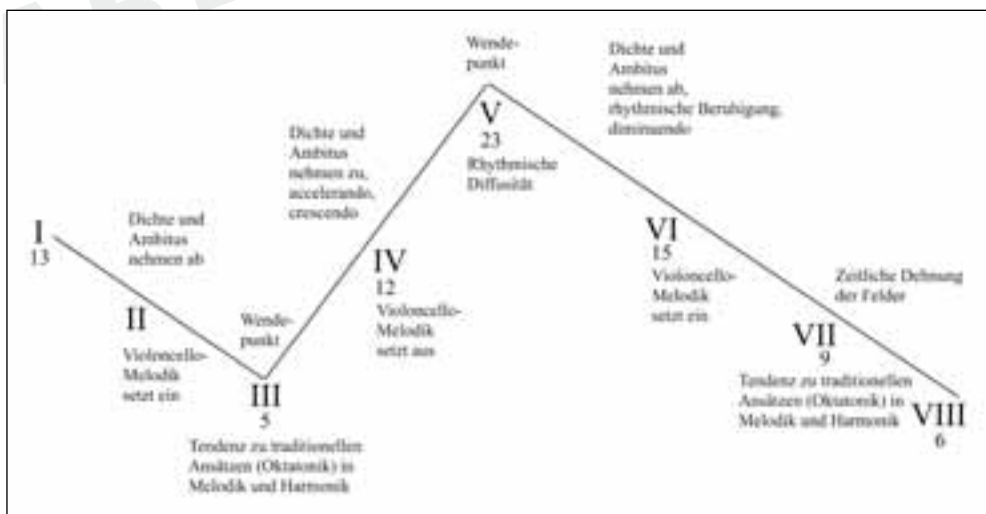 I
13
Dichte und
Ambitus
nehmen ab
II
Violoncello-
Melodik
setzt ein
Wende-
punkt
III
5
Tendenz zu traditionellen
Ansätzen (Oktatonik) in
Melodik und Harmonik
Dichte und
Ambitus
nehmen zu,
accelerando,
crescendo
IV
12
Violoncello-
Melodik
setzt aus
Wende-
punkt
V
23
Rhythmische
Diffusität
Dichte und
Ambitus
nehmen ab,
rhythmische Beruhigung,
diminuendo
VI
15
Violoncello-
Melodik
setzt ein
Zeitliche Dehnung
der Felder
VII
9
Tendenz zu traditionellen
Ansätzen (Oktatonik) in
Melodik und Harmonik
VIII
6